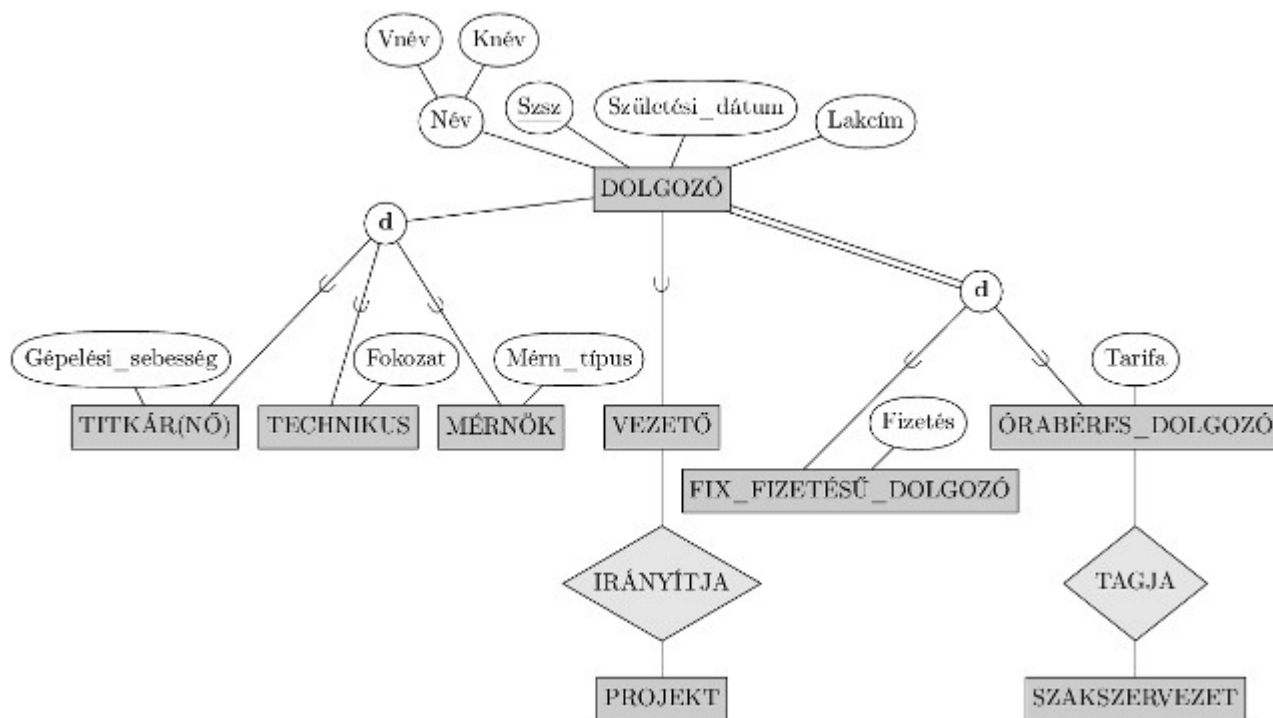 Vnév
Knév
Név
Szsz
Születési_dátum
Lakcím
DOLGOZÓ
d
d
Gépelési_sebesség
Fokozat
Mérn_típus
Tarifa
TITKÁR(NŐ)
TECHNIKUS
MÉRNÖK
VEZETŐ
Fizetés
ÓRABÉRES_DOLGOZÓ
FIX_FIZETÉSŰ_DOLGOZÓ
IRÁNYÍTJA
TAGJA
PROJEKT
SZAKSZERVEZET